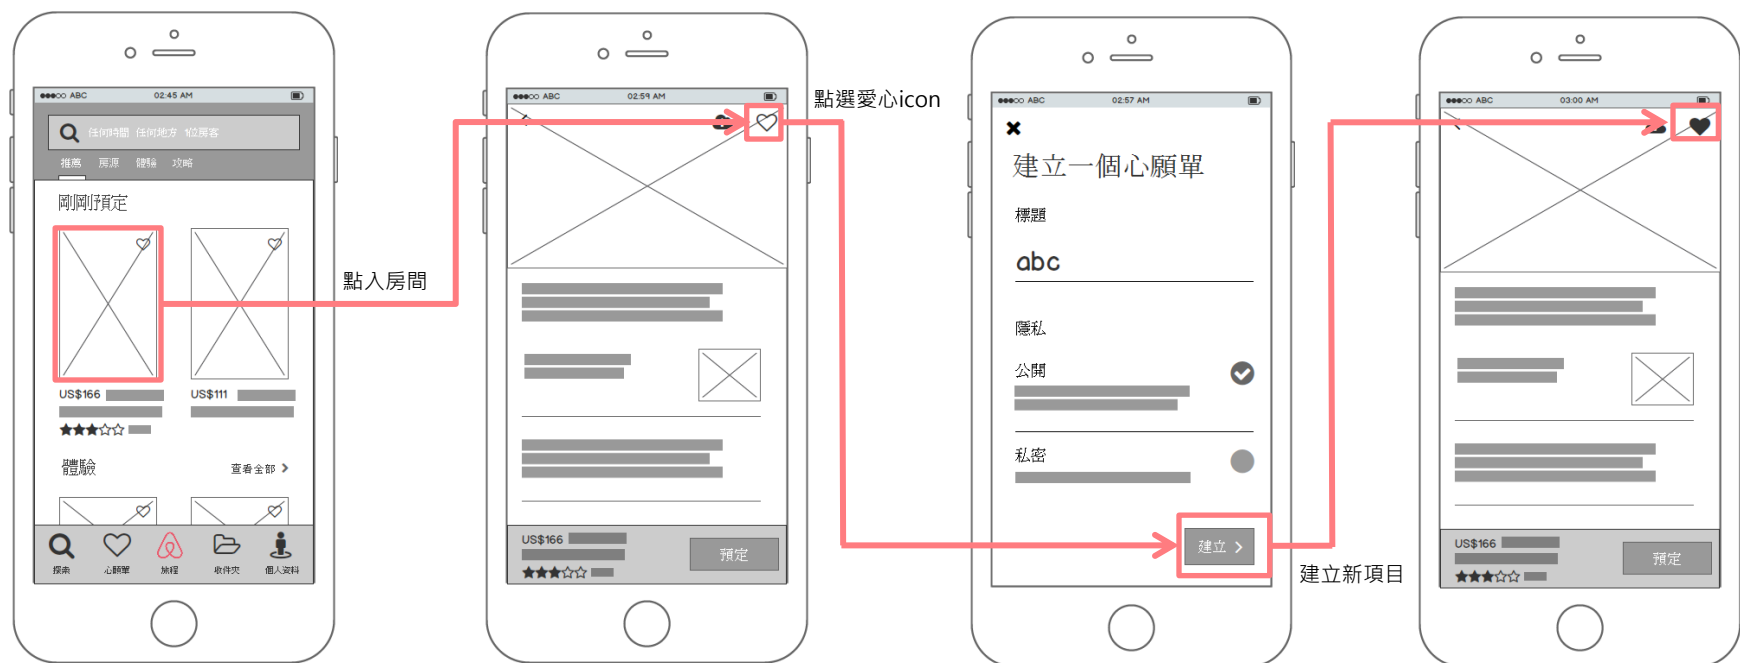 ABC 02:45 AM
任何時間 任何地方 1位房客
推薦 房源 體驗 攻略
剛剛預定
US$166
US$111
體驗
查看全部
探索 心願單 旅程 收件夾 個人資料
點入房間
ABC 02:59 AM
US$166
預定
點選愛心icon
ABC 02:57 AM
建立一個心願單
標題
abc
隱私
公開
私密
建立
建立新項目
ABC 03:00 AM
US$166
預定